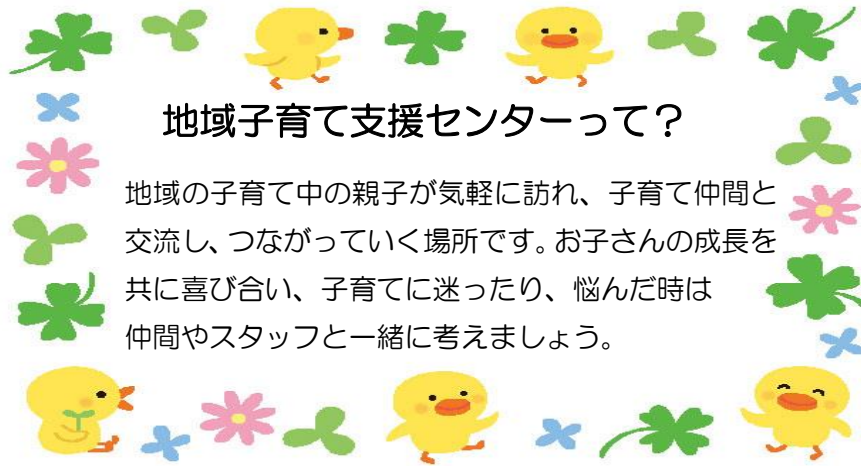 地域子育て支援センターって？
地域の子育て中の親子が気軽に訪れ、子育て仲間と
交流し、つながっていく場所です。お子さんの成長を
共に喜び合い、子育てに迷ったり、悩んだ時は
仲間やスタッフと一緒に考えましょう。